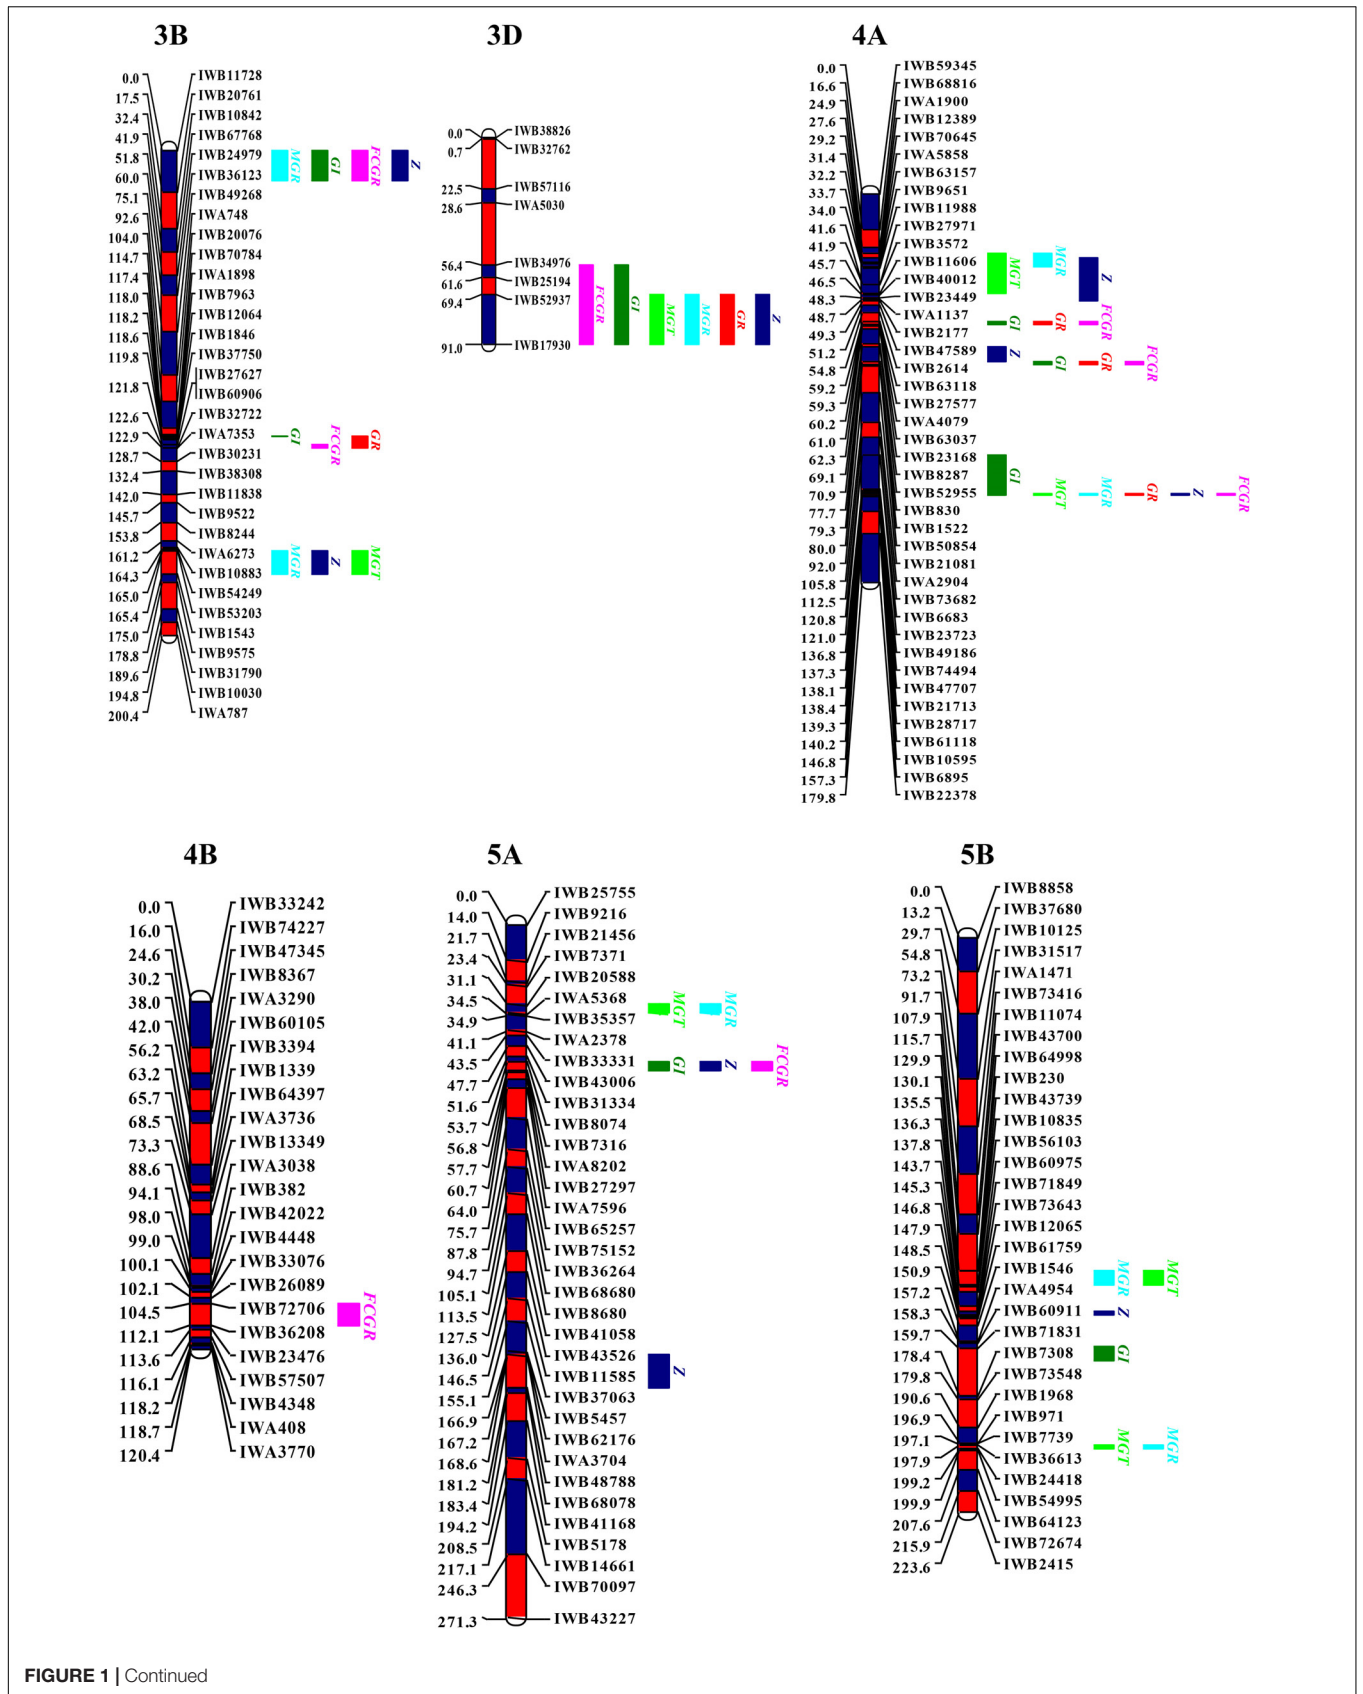 3B
0.0 IWB11728
17.5 IWB20761
32.4 IWB10842
41.9 IWB67768
51.8 IWB24979
60.0 IWB36123
75.1 IWB49268
92.6 IWA748
104.0 IWB20076
114.7 IWB70784
117.4 IWA1898
118.0 IWB7963
118.2 IWB12064
118.6 IWB1846
119.8 IWB37750
IWB27627
121.8 IWB60906
122.6 IWB32722
122.9 IWA7353
128.7 IWB30231
132.4 IWB38308
142.0 IWB11838
145.7 IWB9522
153.8 IWB8244
161.2 IWA6273
164.3 IWB10883
165.0 IWB54249
165.4 IWB53203
175.0 IWB1543
178.8 IWB9575
189.6 IWB31790
194.8 IWB10030
200.4 IWA787
MGR GI FCGR Z
GI FCGR GR
MGR Z MGT
3D
0.0 IWB38826
0.7 IWB32762
22.5 IWB57116
28.6 IWA5030
56.4 IWB34976
61.6 IWB25194
69.4 IWB52937
91.0 IWB17930
FCGR GI MGT MGR GR Z
4A
0.0 IWB59345
16.6 IWB68816
24.9 IWA1900
27.6 IWB12389
29.2 IWB70645
31.4 IWA5858
32.2 IWB63157
33.7 IWB9651
34.0 IWB11988
41.6 IWB27971
41.9 IWB3572
45.7 IWB11606
46.5 IWB40012
48.3 IWB23449
48.7 IWA1137
49.3 IWB2177
51.2 IWB47589
54.8 IWB2614
59.2 IWB63118
59.3 IWB27577
60.2 IWA4079
61.0 IWB63037
62.3 IWB23168
69.1 IWB8287
70.9 IWB52955
77.7 IWB830
79.3 IWB1522
80.0 IWB50854
92.0 IWB21081
105.8 IWA2904
112.5 IWB73682
120.8 IWB6683
121.0 IWB23723
136.8 IWB49186
137.3 IWB74494
138.1 IWB47707
138.4 IWB21713
139.3 IWB28717
140.2 IWB61118
146.8 IWB10595
157.3 IWB6895
179.8 IWB22378
MGT MGR Z
GI GR FCGR
Z GI GR FCGR
GI MGT MGR GR Z FCGR
4B
0.0 IWB33242
16.0 IWB74227
24.6 IWB47345
30.2 IWB8367
38.0 IWA3290
42.0 IWB60105
56.2 IWB3394
63.2 IWB1339
65.7 IWB64397
68.5 IWA3736
73.3 IWB13349
88.6 IWA3038
94.1 IWB382
98.0 IWB42022
99.0 IWB4448
100.1 IWB33076
102.1 IWB26089
104.5 IWB72706
112.1 IWB36208
113.6 IWB23476
116.1 IWB57507
118.2 IWB4348
118.7 IWA408
120.4 IWA3770
FCGR
5A
0.0 IWB25755
14.0 IWB9216
21.7 IWB21456
23.4 IWB7371
31.1 IWB20588
34.5 IWA5368
34.9 IWB35357
41.1 IWA2378
43.5 IWB33331
47.7 IWB43006
51.6 IWB31334
53.7 IWB8074
56.8 IWB7316
57.7 IWA8202
60.7 IWB27297
64.0 IWA7596
75.7 IWB65257
87.8 IWB75152
94.7 IWB36264
105.1 IWB68680
113.5 IWB8680
127.5 IWB41058
136.0 IWB43526
146.5 IWB11585
155.1 IWB37063
166.9 IWB5457
167.2 IWB62176
168.6 IWA3704
181.2 IWB48788
183.4 IWB68078
194.2 IWB41168
208.5 IWB5178
217.1 IWB14661
246.3 IWB70097
271.3 IWB43227
MGT MGR
GI Z FCGR
Z
5B
0.0 IWB8858
13.2 IWB37680
29.7 IWB10125
54.8 IWB31517
73.2 IWA1471
91.7 IWB73416
107.9 IWB11074
115.7 IWB43700
129.9 IWB64998
130.1 IWB230
135.5 IWB43739
136.3 IWB10835
137.8 IWB56103
143.7 IWB60975
145.3 IWB71849
146.8 IWB73643
147.9 IWB12065
148.5 IWB61759
150.9 IWB1546
157.2 IWA4954
158.3 IWB60911
159.7 IWB71831
178.4 IWB7308
179.8 IWB73548
190.6 IWB1968
196.9 IWB971
197.1 IWB7739
197.9 IWB36613
199.2 IWB24418
199.9 IWB54995
207.6 IWB64123
215.9 IWB72674
223.6 IWB2415
MGR MGT
Z
GI
MGT MGR
FIGURE 1 | Continued